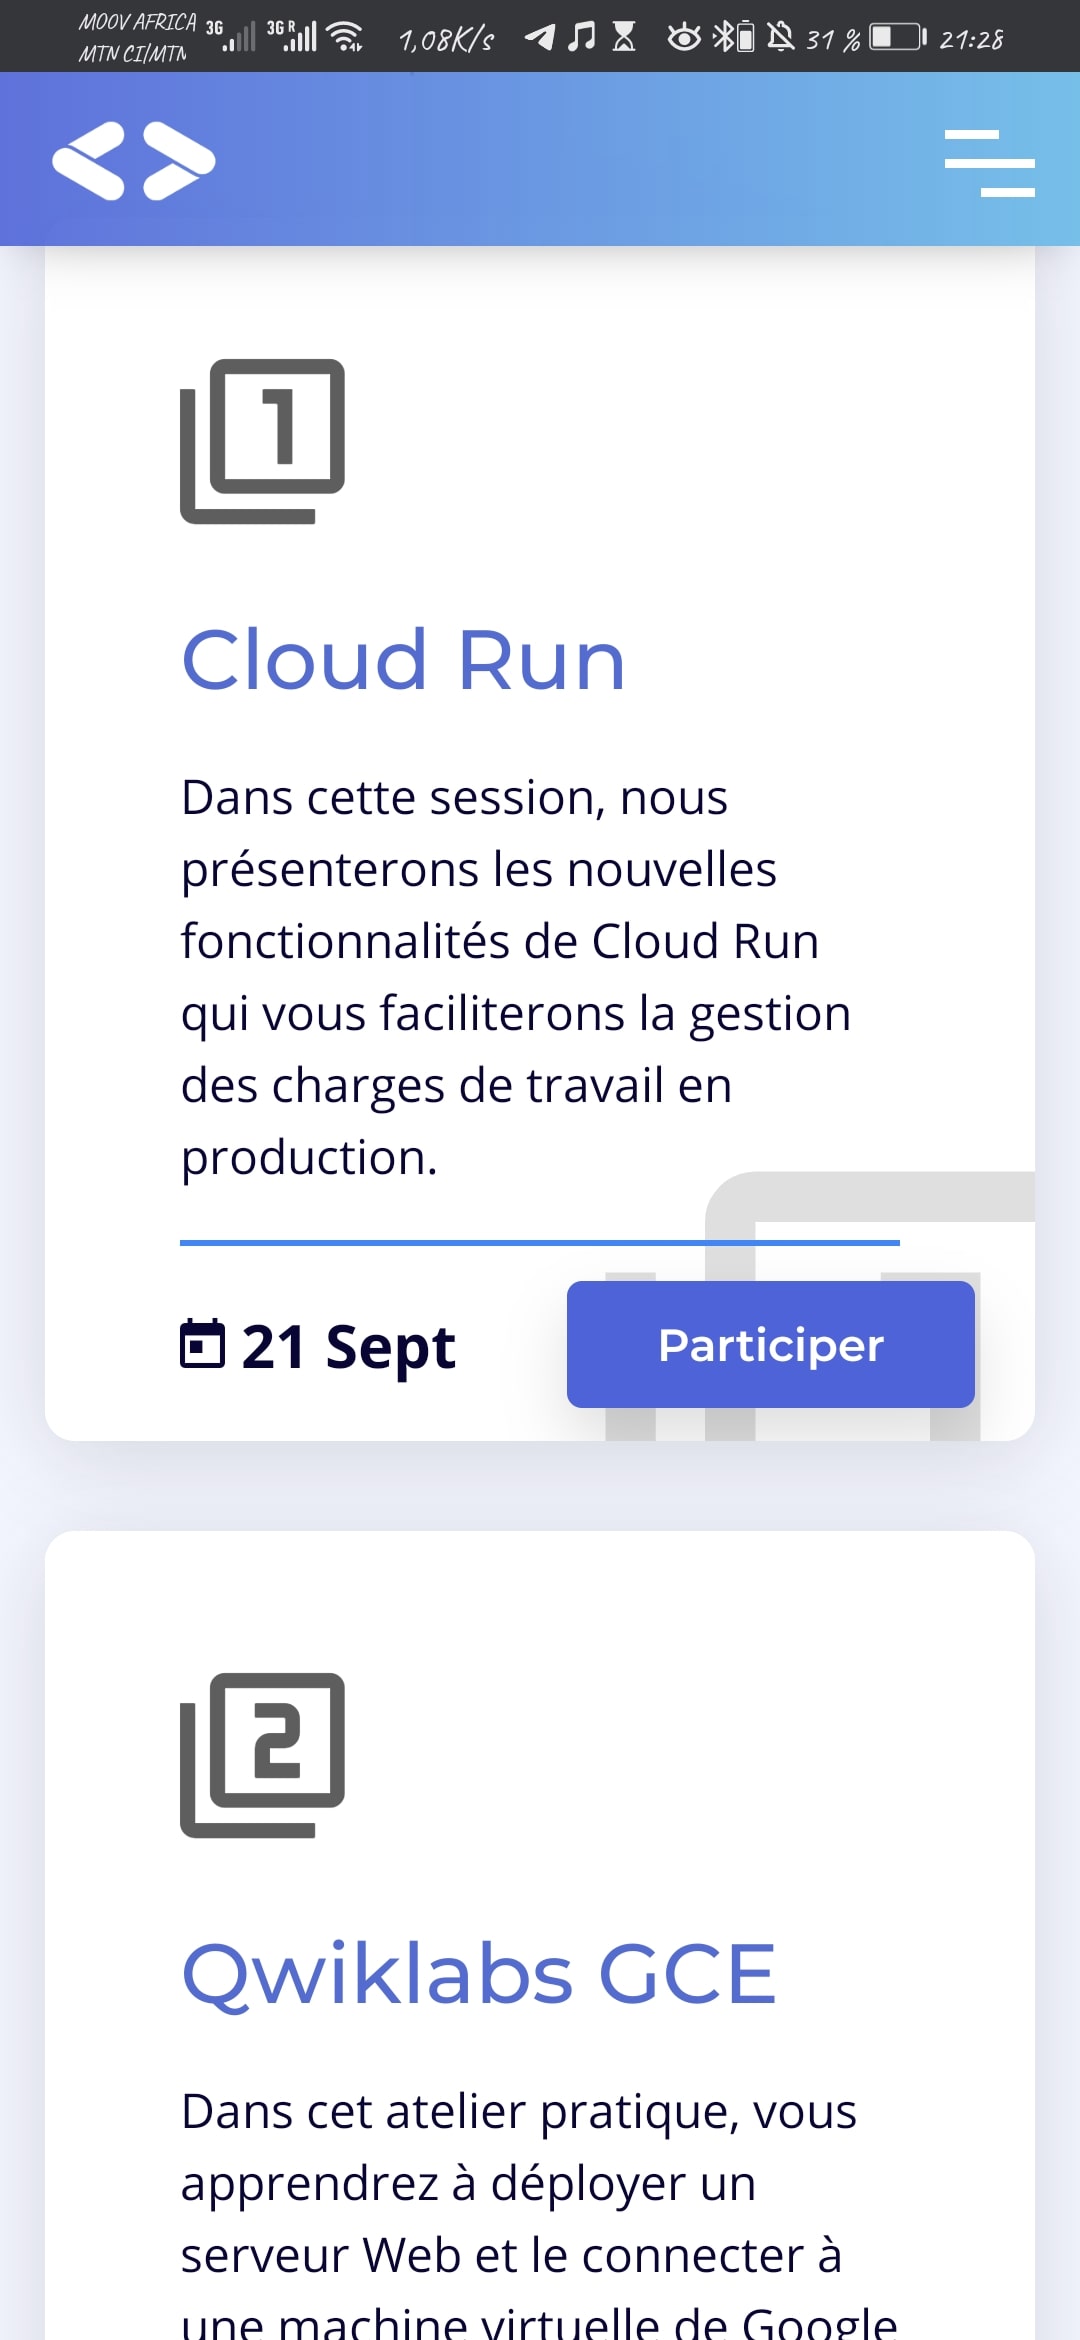 MOOV AFRICA 3G 3G R 1,08K/s 31 % 21:28
MTN CI/MTN
1
Cloud Run
Dans cette session, nous
présenterons les nouvelles
fonctionnalités de Cloud Run
qui vous faciliterons la gestion
des charges de travail en
production.
21 Sept Participer
2
Qwiklabs GCE
Dans cet atelier pratique, vous
apprendrez à déployer un
serveur Web et le connecter à
une machine virtuelle de Google